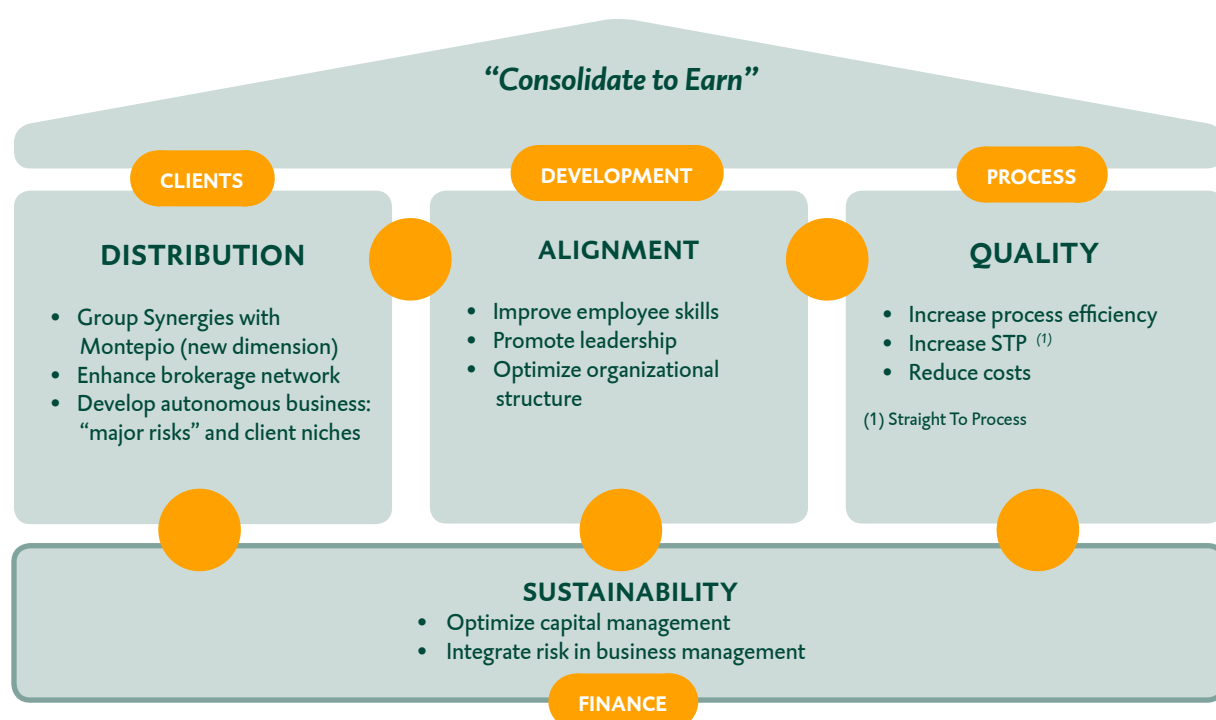 “Consolidate to Earn”
CLIENTS
DISTRIBUTION
• Group Synergies with
Montepio (new dimension)
• Enhance brokerage network
• Develop autonomous business:
“major risks” and client niches
DEVELOPMENT
ALIGNMENT
• Improve employee skills
• Promote leadership
• Optimize organizational
structure
PROCESS
QUALITY
• Increase process efficiency
• Increase STP (1)
• Reduce costs
(1) Straight To Process
SUSTAINABILITY
• Optimize capital management
• Integrate risk in business management
FINANCE